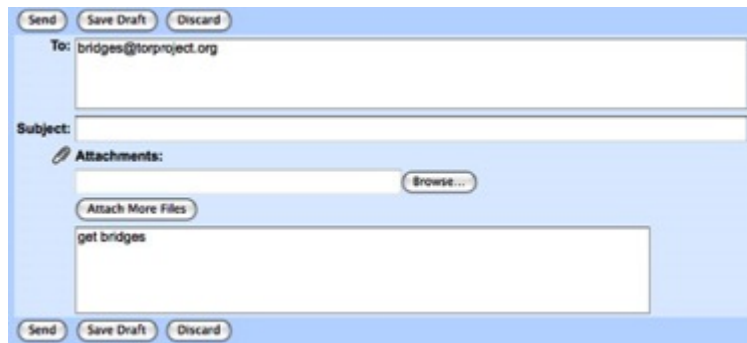 Send Save Draft Discard
To: bridges@torproject.org
Subject:
Attachments:
Browse...
Attach More Files
get bridges
Send Save Draft Discard